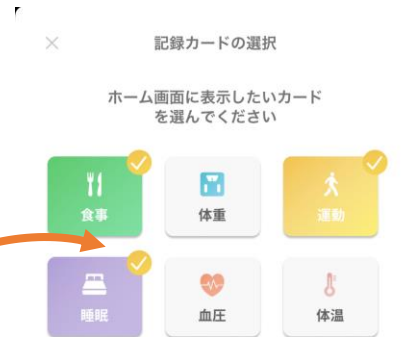 記録カードの選択
ホーム画面に表示したいカード
を選んでください
食事
体重
運動
睡眠
血圧
体温